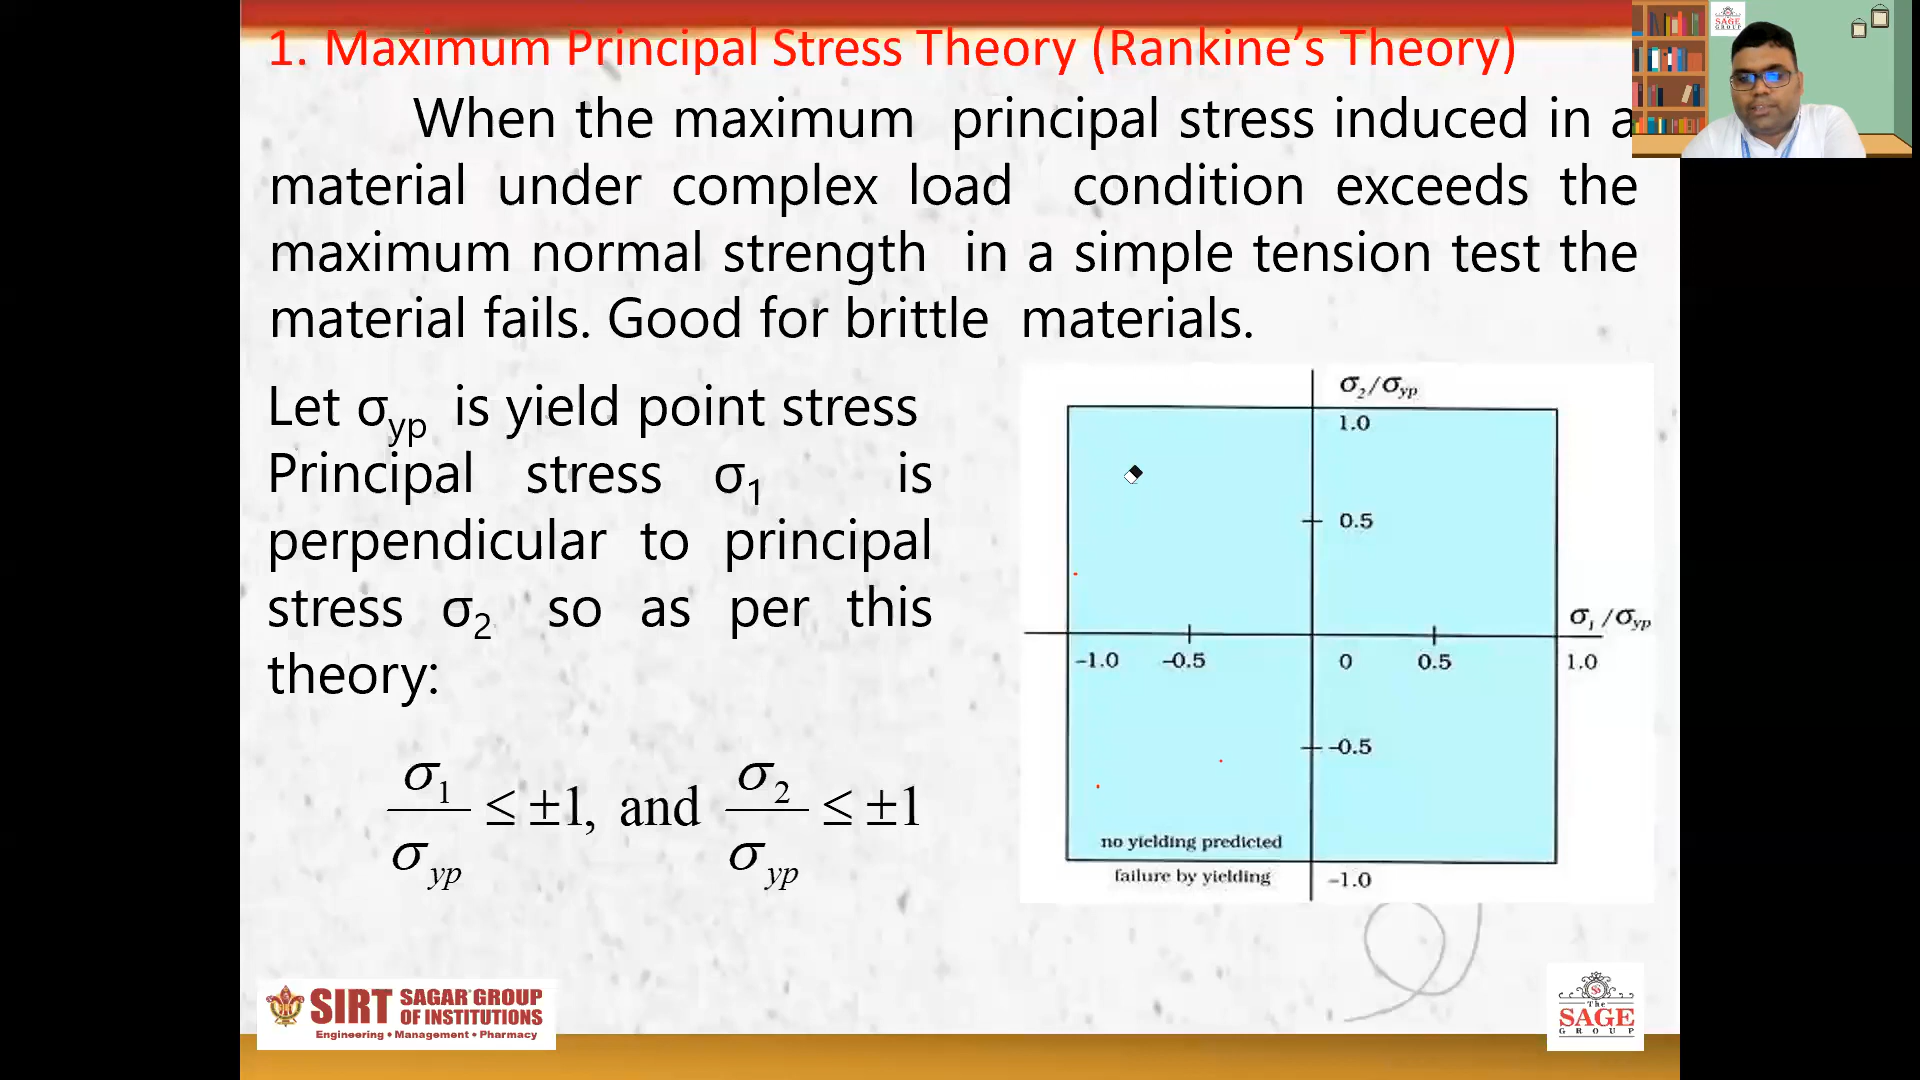 1. Maximum Principal Stress Theory (Rankine's Theory)
When the maximum principal stress induced in a
material under complex load condition exceeds the
maximum normal strength in a simple tension test the
material fails. Good for brittle materials.
Let σyp is yield point stress
Principal stress σ1 is
perpendicular to principal
stress σ2 so as per this
theory:
σ1/σyp ≤ ±1, and σ2/σyp ≤ ±1
σ2/σyp
1.0
0.5
σ1/σyp
-1.0 -0.5 0 0.5 1.0
-0.5
no yielding predicted
failure by yielding
-1.0
SIRT SAGAR GROUP
OF INSTITUTIONS
Engineering • Management • Pharmacy
The
SAGE
GROUP
SAGE
GROUP